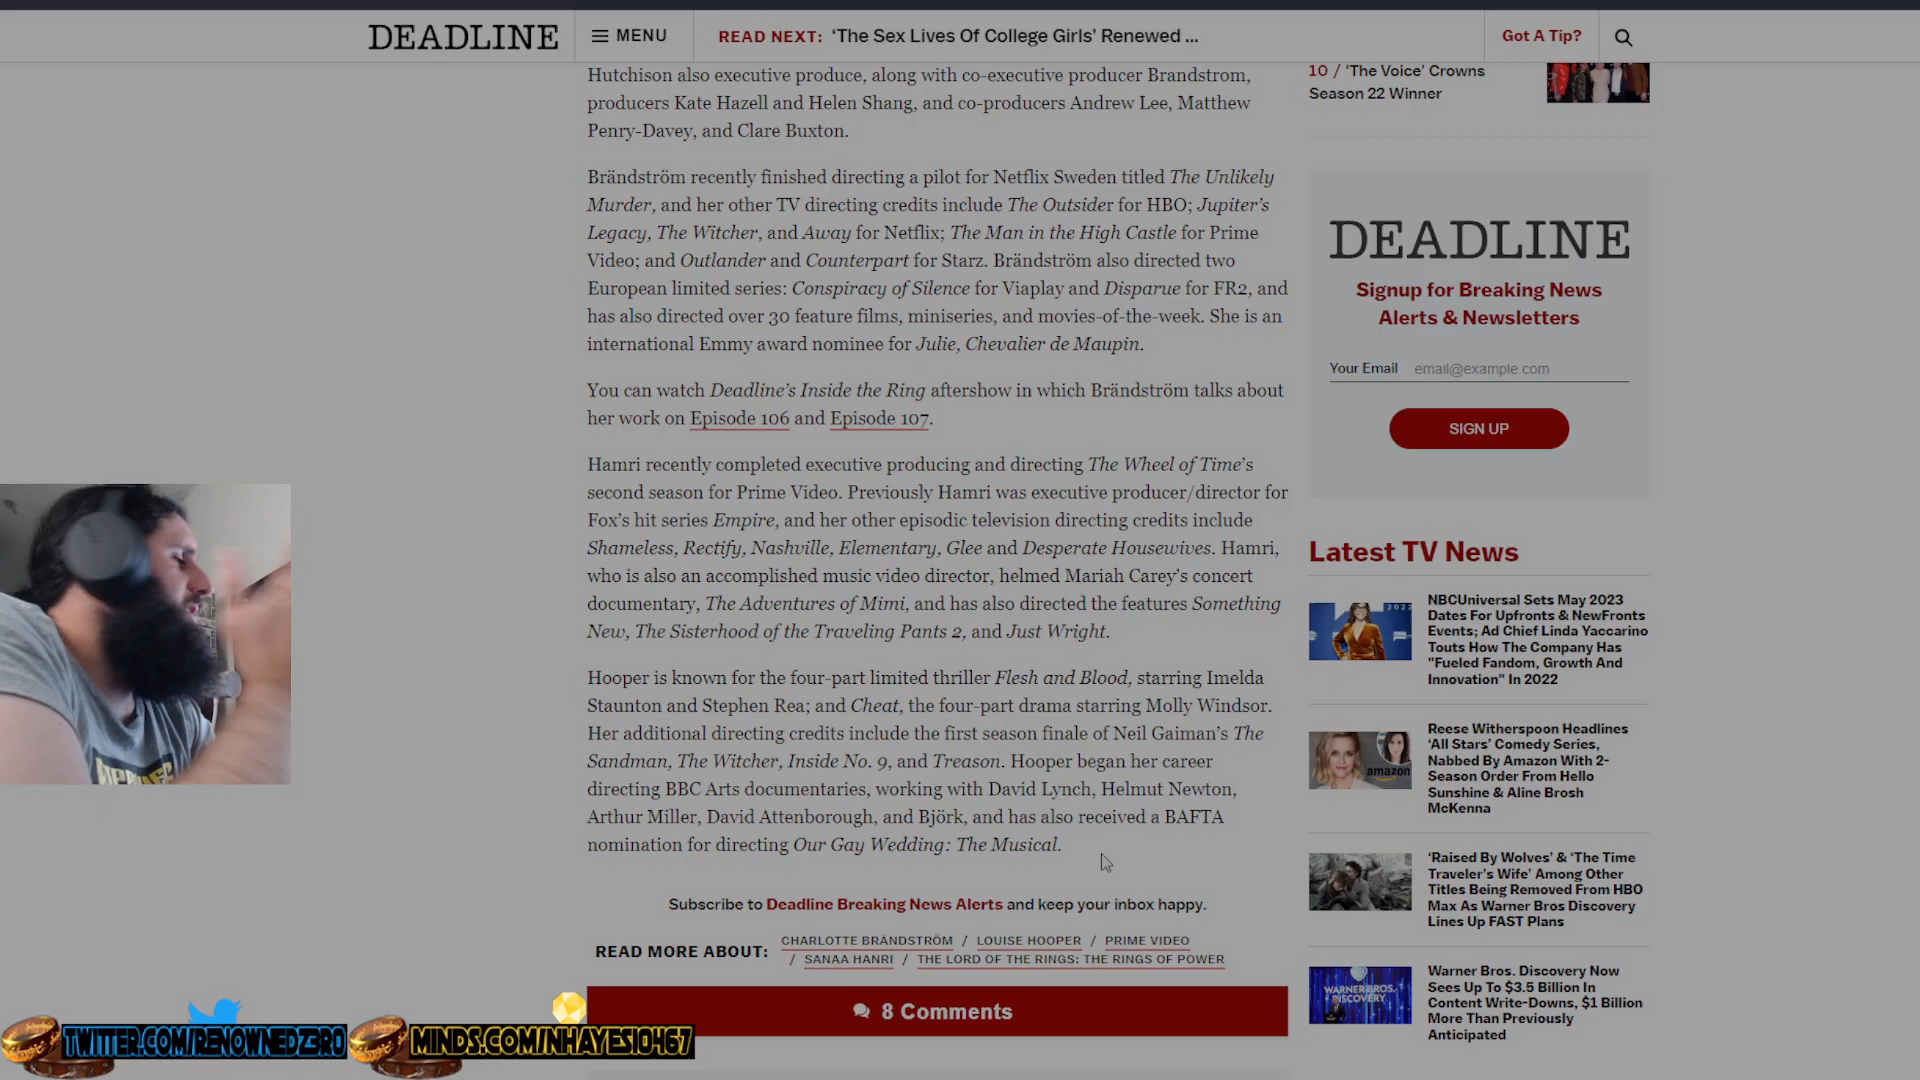 DEADLINE
MENU
READ NEXT: ‘The Sex Lives Of College Girls’ Renewed ...
Got A Tip?
Hutchison also executive produce, along with co-executive producer Brandstrom,
producers Kate Hazell and Helen Shang, and co-producers Andrew Lee, Matthew
Penry-Davey, and Clare Buxton.
Brändström recently finished directing a pilot for Netflix Sweden titled The Unlikely
Murder, and her other TV directing credits include The Outsider for HBO; Jupiter’s
Legacy, The Witcher, and Away for Netflix; The Man in the High Castle for Prime
Video; and Outlander and Counterpart for Starz. Brändström also directed two
European limited series: Conspiracy of Silence for Viaplay and Disparue for FR2, and
has also directed over 30 feature films, miniseries, and movies-of-the-week. She is an
international Emmy award nominee for Julie, Chevalier de Maupin.
You can watch Deadline’s Inside the Ring aftershow in which Brändström talks about
her work on Episode 106 and Episode 107.
Hamri recently completed executive producing and directing The Wheel of Time’s
second season for Prime Video. Previously Hamri was executive producer/director for
Fox’s hit series Empire, and her other episodic television directing credits include
Shameless, Rectify, Nashville, Elementary, Glee and Desperate Housewives. Hamri,
who is also an accomplished music video director, helmed Mariah Carey’s concert
documentary, The Adventures of Mimi, and has also directed the features Something
New, The Sisterhood of the Traveling Pants 2, and Just Wright.
Hooper is known for the four-part limited thriller Flesh and Blood, starring Imelda
Staunton and Stephen Rea; and Cheat, the four-part drama starring Molly Windsor.
Her additional directing credits include the first season finale of Neil Gaiman’s The
Sandman, The Witcher, Inside No. 9, and Treason. Hooper began her career
directing BBC Arts documentaries, working with David Lynch, Helmut Newton,
Arthur Miller, David Attenborough, and Björk, and has also received a BAFTA
nomination for directing Our Gay Wedding: The Musical.
Subscribe to Deadline Breaking News Alerts and keep your inbox happy.
READ MORE ABOUT:
CHARLOTTE BRÄNDSTRÖM / LOUISE HOOPER / PRIME VIDEO
/ SANAA HANRI / THE LORD OF THE RINGS: THE RINGS OF POWER
8 Comments
10 / ‘The Voice’ Crowns
Season 22 Winner
DEADLINE
Signup for Breaking News
Alerts & Newsletters
Your Email email@example.com
SIGN UP
Latest TV News
NBCUniversal Sets May 2023
Dates For Upfronts & NewFronts
Events; Ad Chief Linda Yaccarino
Touts How The Company Has
"Fueled Fandom, Growth And
Innovation" In 2022
Reese Witherspoon Headlines
‘All Stars’ Comedy Series,
Nabbed By Amazon With 2-
Season Order From Hello
Sunshine & Aline Brosh
McKenna
amazon
‘Raised By Wolves’ & ‘The Time
Traveler’s Wife’ Among Other
Titles Being Removed From HBO
Max As Warner Bros Discovery
Lines Up FAST Plans
Warner Bros. Discovery Now
Sees Up To $3.5 Billion In
Content Write-Downs, $1 Billion
More Than Previously
Anticipated
WARNER BROS.
DISCOVERY
TWITTER.COM/RENOWNEDZ3R0
MINDS.COM/NHAYES10467